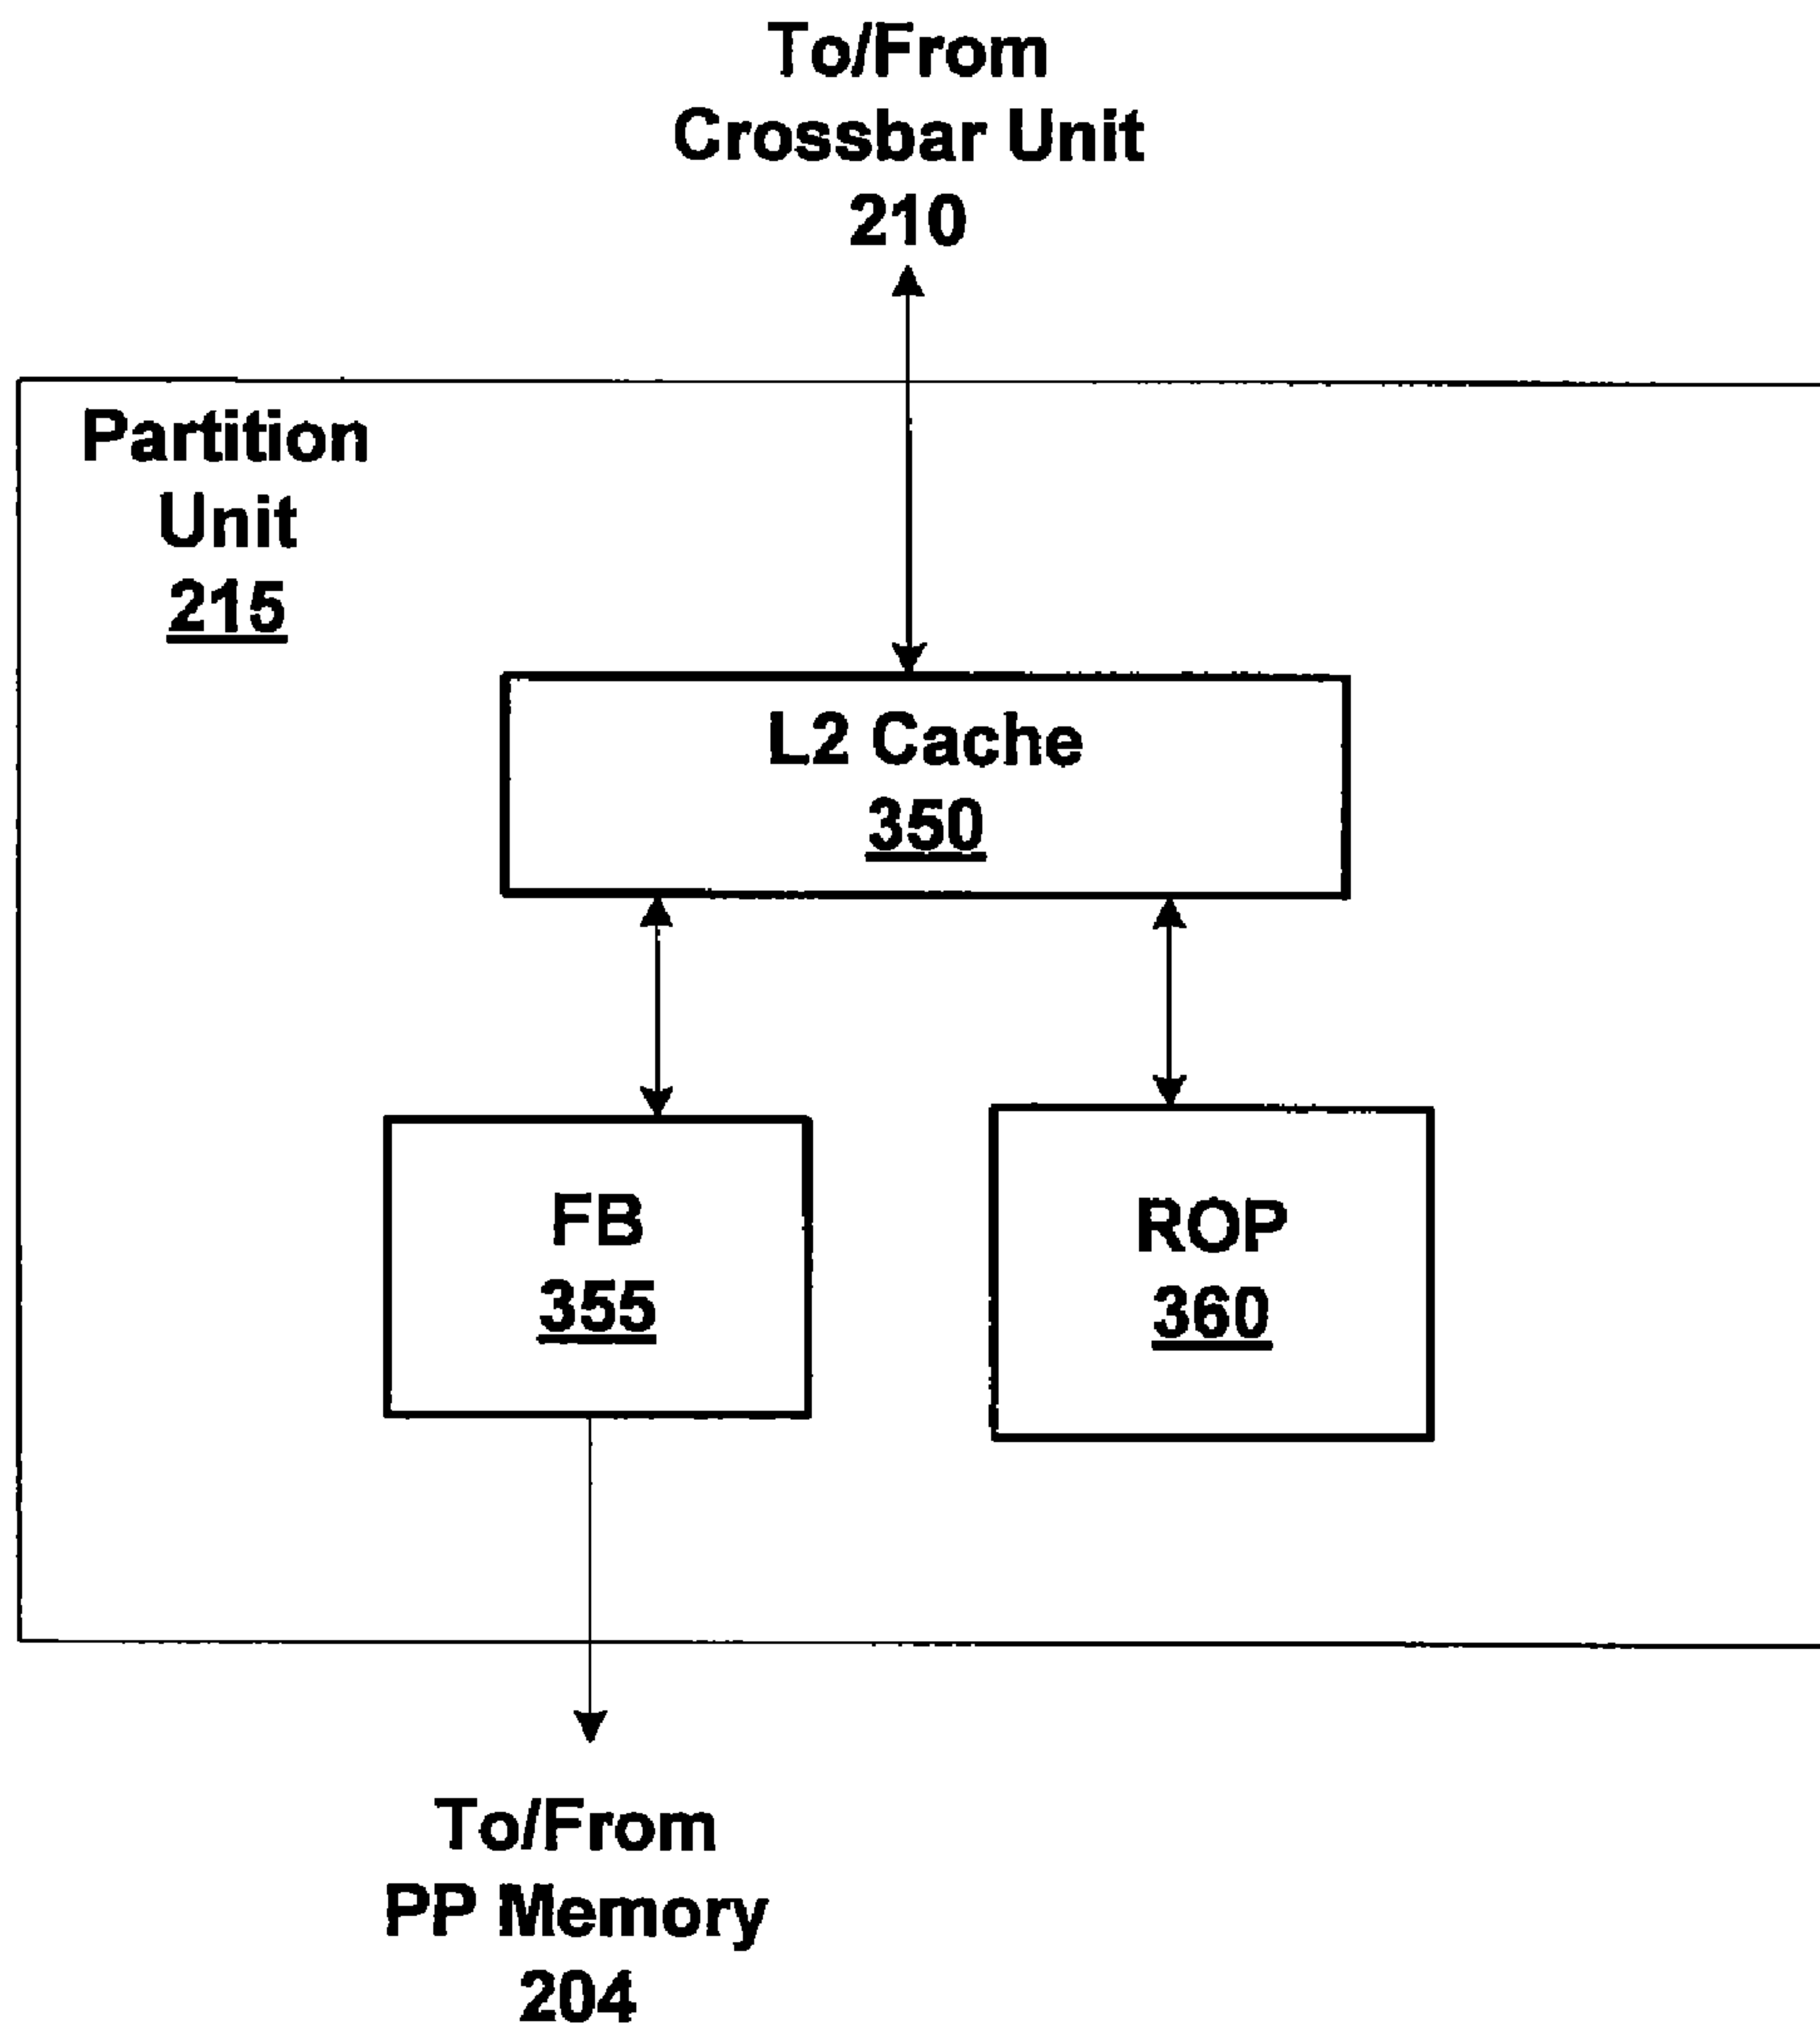 To/From
Crossbar Unit
210
Partition
Unit
215
L2 Cache
350
FB
355
ROP
360
To/From
PP Memory
204